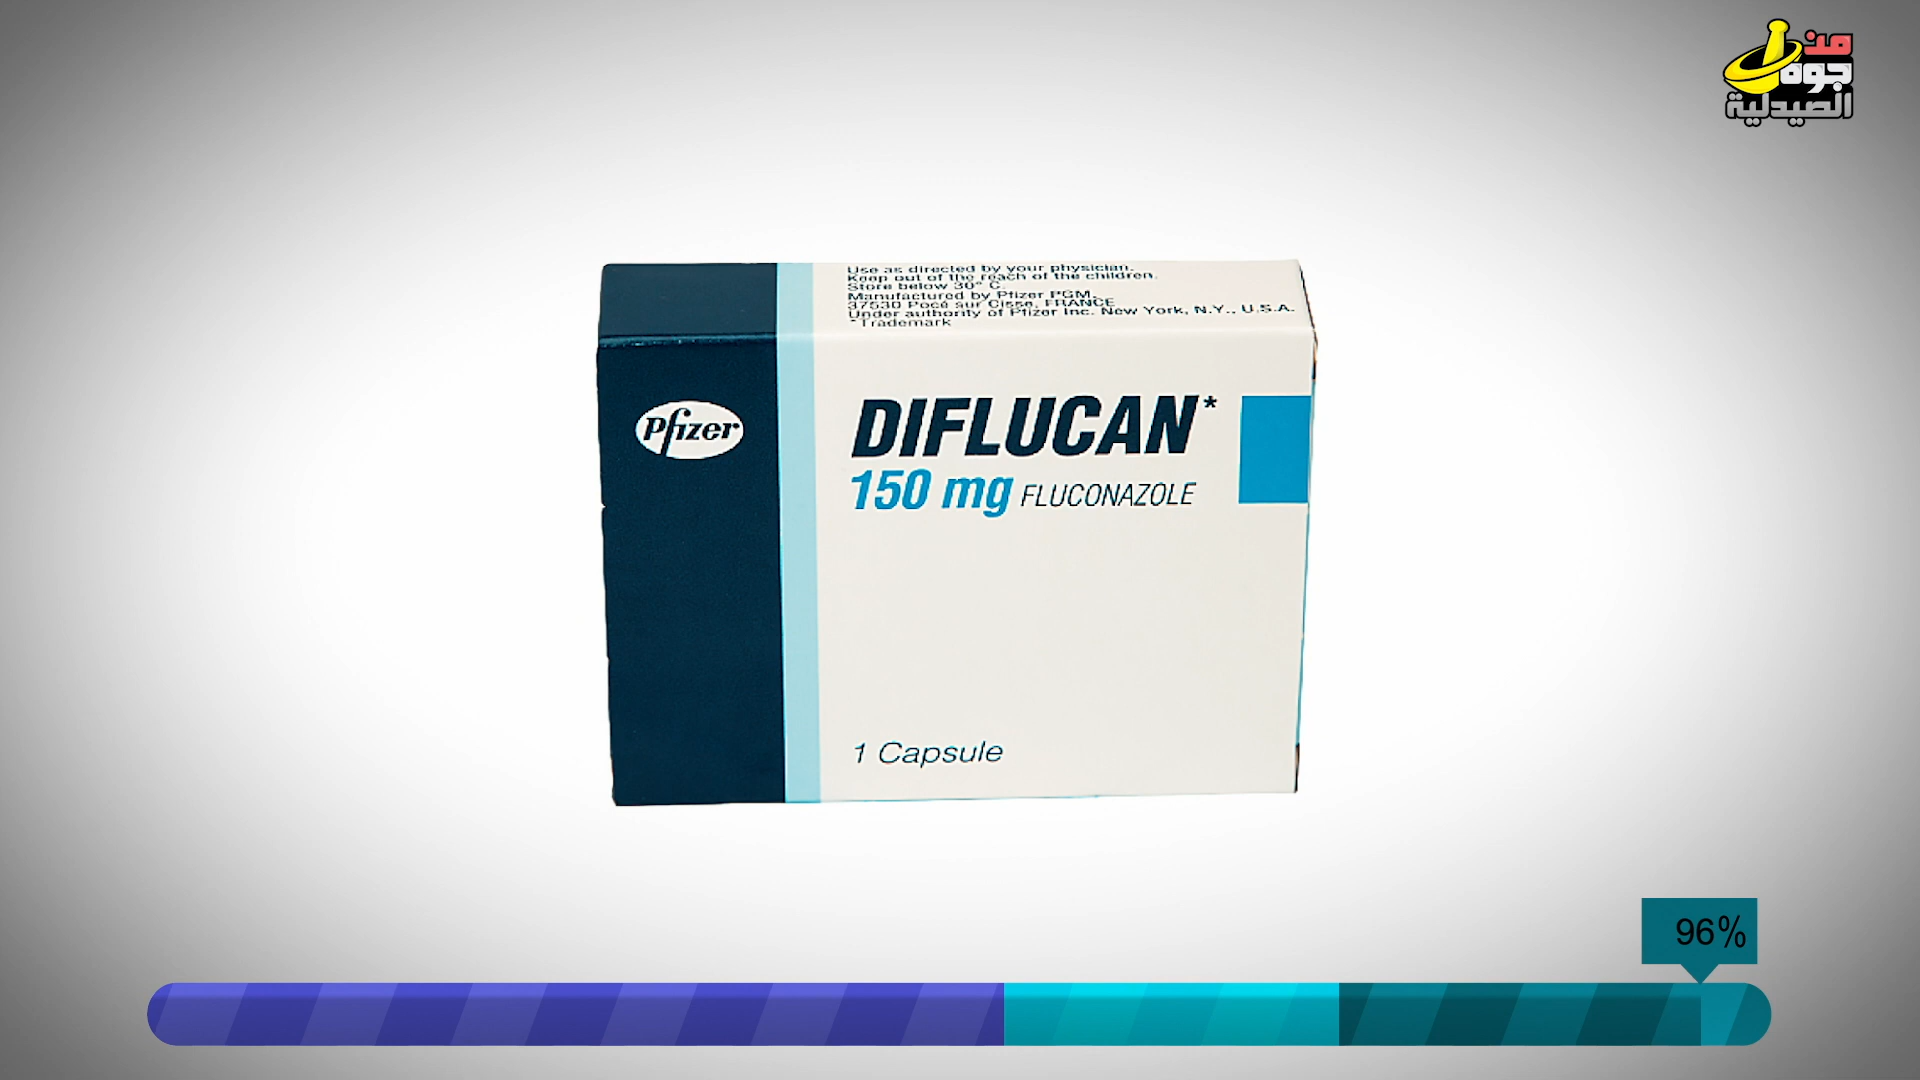 من
جوه
الصيدلية
Use as directed by your physician.
Keep out of the reach of the children.
Store below 30° C.
Manufactured by Pfizer PGM.
37530 Pocé sur Cisse, FRANCE
Under authority of Pfizer Inc. New York, N.Y., U.S.A.
*Trademark
Pfizer
DIFLUCAN*
150 mg FLUCONAZOLE
1 Capsule
96%